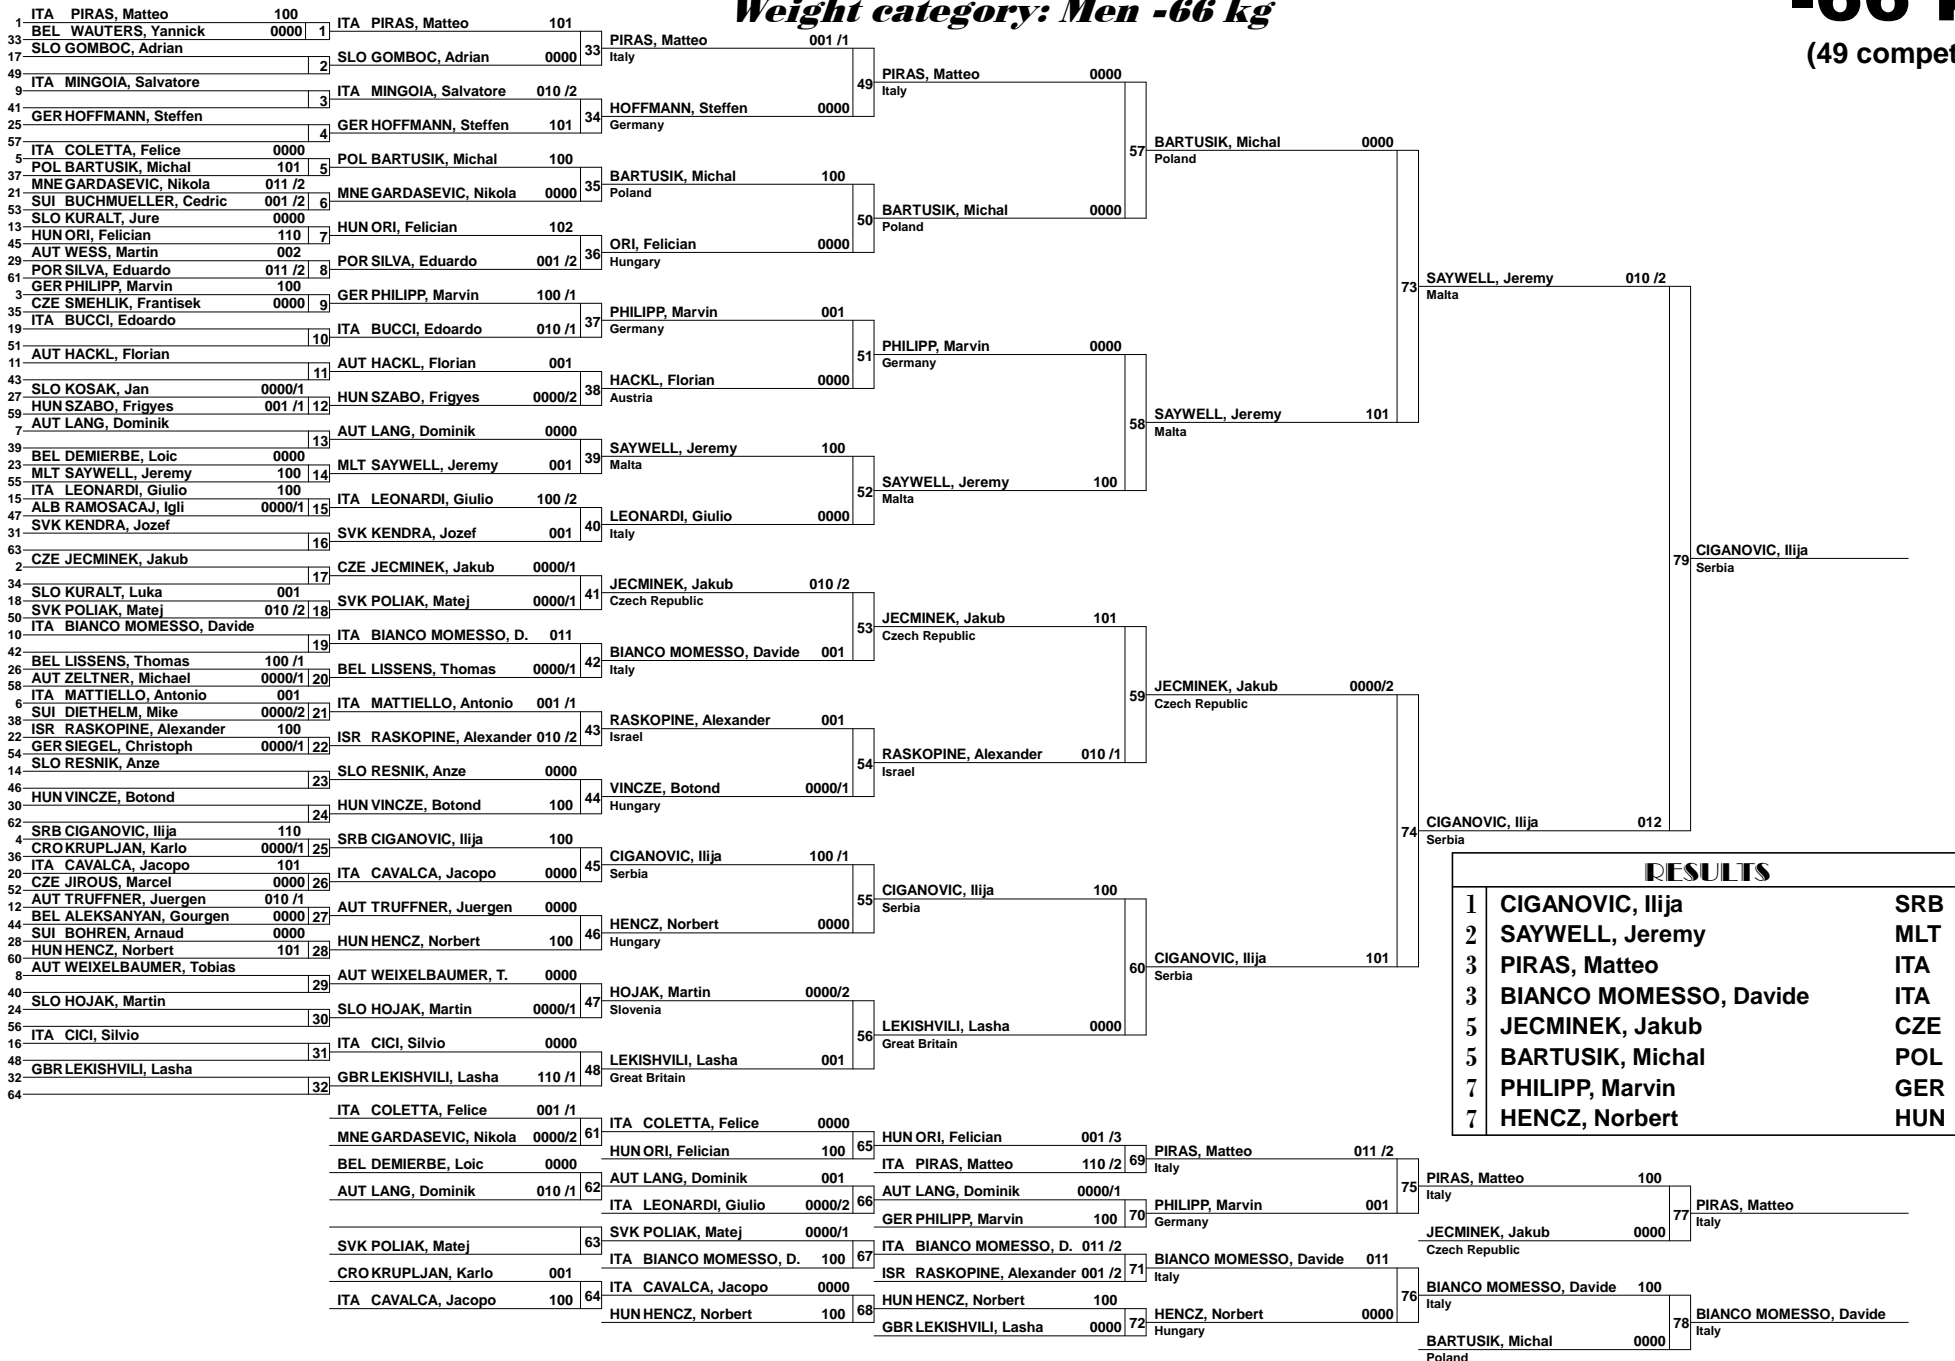 Weight category: Men -66 kg
(49 compet
1 ITA PIRAS, Matteo 100
33 BEL WAUTERS, Yannick 0000 1
17 SLO GOMBOC, Adrian
49 2
9 ITA MINGOIA, Salvatore
41 3
25 GER HOFFMANN, Steffen
57 4
5 ITA COLETTA, Felice 0000
37 POL BARTUSIK, Michal 101 5
21 MNE GARDASEVIC, Nikola 011 /2
53 SUI BUCHMUELLER, Cedric 001 /2 6
13 SLO KURALT, Jure 0000
45 HUN ORI, Felician 110 7
29 AUT WESS, Martin 002
61 POR SILVA, Eduardo 011 /2 8
3 GER PHILIPP, Marvin 100
35 CZE SMEHLIK, Frantisek 0000 9
19 ITA BUCCI, Edoardo
51 10
11 AUT HACKL, Florian
43 11
27 SLO KOSAK, Jan 0000/1
59 HUN SZABO, Frigyes 001 /1 12
7 AUT LANG, Dominik
39 13
23 BEL DEMIERBE, Loic 0000
55 MLT SAYWELL, Jeremy 100 14
15 ITA LEONARDI, Giulio 100
47 ALB RAMOSACAJ, Igli 0000/1 15
31 SVK KENDRA, Jozef
63 16
2 CZE JECMINEK, Jakub
34 17
18 SLO KURALT, Luka 001
50 SVK POLIAK, Matej 010 /2 18
10 ITA BIANCO MOMESSO, Davide
42 19
26 BEL LISSENS, Thomas 100 /1
58 AUT ZELTNER, Michael 0000/1 20
6 ITA MATTIELLO, Antonio 001
38 SUI DIETHELM, Mike 0000/2 21
22 ISR RASKOPINE, Alexander 100
54 GER SIEGEL, Christoph 0000/1 22
14 SLO RESNIK, Anze
46 23
30 HUN VINCZE, Botond
62 24
4 SRB CIGANOVIC, Ilija 110
36 CRO KRUPLJAN, Karlo 0000/1 25
20 ITA CAVALCA, Jacopo 101
52 CZE JIROUS, Marcel 0000 26
12 AUT TRUFFNER, Juergen 010 /1
44 BEL ALEKSANYAN, Gourgen 0000 27
28 SUI BOHREN, Arnaud 0000
60 HUN HENCZ, Norbert 101 28
8 AUT WEIXELBAUMER, Tobias
40 29
24 SLO HOJAK, Martin
56 30
16 ITA CICI, Silvio
48 31
32 GBR LEKISHVILI, Lasha
64 32
ITA PIRAS, Matteo 101
SLO GOMBOC, Adrian 0000 33
ITA MINGOIA, Salvatore 010 /2
GER HOFFMANN, Steffen 101 34
POL BARTUSIK, Michal 100
MNE GARDASEVIC, Nikola 0000 35
HUN ORI, Felician 102
POR SILVA, Eduardo 001 /2 36
GER PHILIPP, Marvin 100 /1
ITA BUCCI, Edoardo 010 /1 37
AUT HACKL, Florian 001
HUN SZABO, Frigyes 0000/2 38
AUT LANG, Dominik 0000
MLT SAYWELL, Jeremy 001 39
ITA LEONARDI, Giulio 100 /2
SVK KENDRA, Jozef 001 40
CZE JECMINEK, Jakub 0000/1
SVK POLIAK, Matej 0000/1 41
ITA BIANCO MOMESSO, D. 011
BEL LISSENS, Thomas 0000/1 42
ITA MATTIELLO, Antonio 001 /1
ISR RASKOPINE, Alexander 010 /2 43
SLO RESNIK, Anze 0000
HUN VINCZE, Botond 100 44
SRB CIGANOVIC, Ilija 100
ITA CAVALCA, Jacopo 0000 45
AUT TRUFFNER, Juergen 0000
HUN HENCZ, Norbert 100 46
AUT WEIXELBAUMER, T. 0000
SLO HOJAK, Martin 0000/1 47
ITA CICI, Silvio 0000
GBR LEKISHVILI, Lasha 110 /1 48
PIRAS, Matteo 001 /1
Italy
49
HOFFMANN, Steffen 0000
Germany
BARTUSIK, Michal 100
Poland
50
ORI, Felician 0000
Hungary
PHILIPP, Marvin 001
Germany
51
HACKL, Florian 0000
Austria
SAYWELL, Jeremy 100
Malta
52
LEONARDI, Giulio 0000
Italy
JECMINEK, Jakub 010 /2
Czech Republic
53
BIANCO MOMESSO, Davide 001
Italy
RASKOPINE, Alexander 001
Israel
54
VINCZE, Botond 0000/1
Hungary
CIGANOVIC, Ilija 100 /1
Serbia
55
HENCZ, Norbert 0000
Hungary
HOJAK, Martin 0000/2
Slovenia
56
LEKISHVILI, Lasha 001
Great Britain
PIRAS, Matteo 0000
Italy
57
BARTUSIK, Michal 0000
Poland
PHILIPP, Marvin 0000
Germany
58
SAYWELL, Jeremy 100
Malta
JECMINEK, Jakub 101
Czech Republic
59
RASKOPINE, Alexander 010 /1
Israel
CIGANOVIC, Ilija 100
Serbia
60
LEKISHVILI, Lasha 0000
Great Britain
BARTUSIK, Michal 0000
Poland
73
SAYWELL, Jeremy 101
Malta
JECMINEK, Jakub 0000/2
Czech Republic
74
CIGANOVIC, Ilija 101
Serbia
SAYWELL, Jeremy 010 /2
Malta
79
CIGANOVIC, Ilija 012
Serbia
CIGANOVIC, Ilija
Serbia
RESULTS
1 CIGANOVIC, Ilija SRB
2 SAYWELL, Jeremy MLT
3 PIRAS, Matteo ITA
3 BIANCO MOMESSO, Davide ITA
5 JECMINEK, Jakub CZE
5 BARTUSIK, Michal POL
7 PHILIPP, Marvin GER
7 HENCZ, Norbert HUN
ITA COLETTA, Felice 001 /1
MNE GARDASEVIC, Nikola 0000/2 61
BEL DEMIERBE, Loic 0000
AUT LANG, Dominik 010 /1 62
63
SVK POLIAK, Matej
CRO KRUPLJAN, Karlo 001
ITA CAVALCA, Jacopo 100 64
ITA COLETTA, Felice 0000
HUN ORI, Felician 100 65
AUT LANG, Dominik 001
ITA LEONARDI, Giulio 0000/2 66
SVK POLIAK, Matej 0000/1
ITA BIANCO MOMESSO, D. 100 67
ITA CAVALCA, Jacopo 0000
HUN HENCZ, Norbert 100 68
HUN ORI, Felician 001 /3
ITA PIRAS, Matteo 110 /2 69
AUT LANG, Dominik 0000/1
GER PHILIPP, Marvin 100 70
ITA BIANCO MOMESSO, D. 011 /2
ISR RASKOPINE, Alexander 001 /2 71
HUN HENCZ, Norbert 100
GBR LEKISHVILI, Lasha 0000 72
PIRAS, Matteo 011 /2
Italy
75
PHILIPP, Marvin 001
Germany
BIANCO MOMESSO, Davide 011
Italy
76
HENCZ, Norbert 0000
Hungary
PIRAS, Matteo 100
Italy
77
JECMINEK, Jakub 0000
Czech Republic
BIANCO MOMESSO, Davide 100
Italy
78
BARTUSIK, Michal 0000
Poland
PIRAS, Matteo
Italy
BIANCO MOMESSO, Davide
Italy